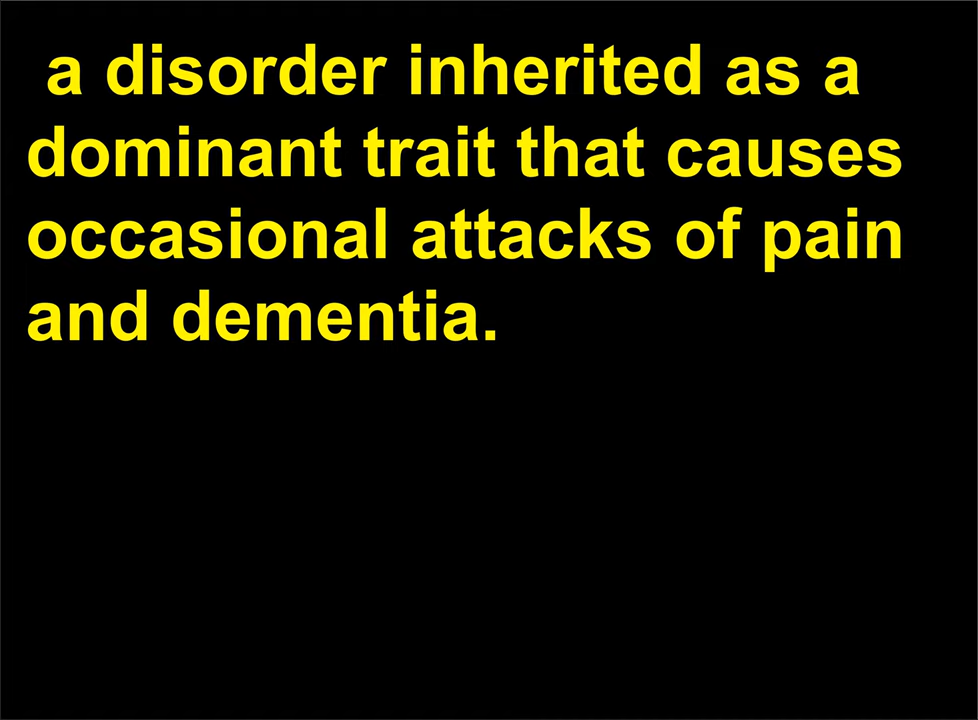 a disorder inherited as a
dominant trait that causes
occasional attacks of pain
and dementia.